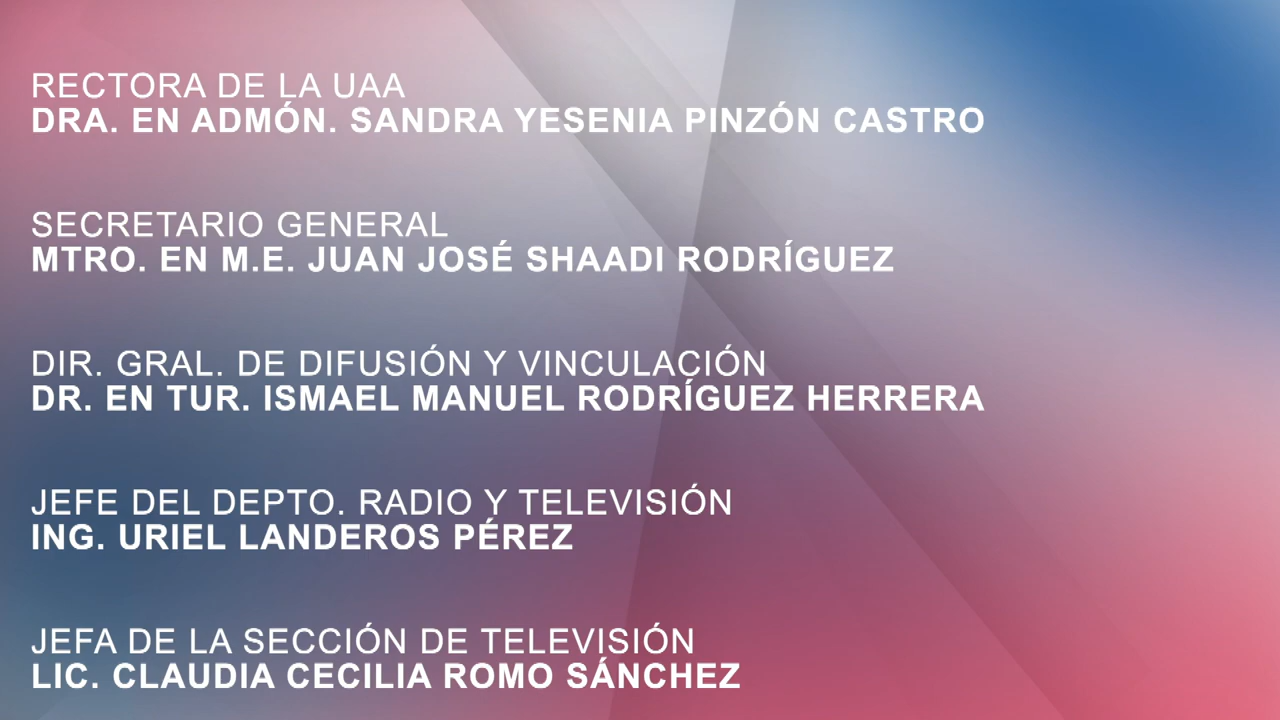 RECTORA DE LA UAA
DRA. EN ADMÓN. SANDRA YESENIA PINZÓN CASTRO
SECRETARIO GENERAL
MTRO. EN M.E. JUAN JOSÉ SHAADI RODRÍGUEZ
DIR. GRAL. DE DIFUSIÓN Y VINCULACIÓN
DR. EN TUR. ISMAEL MANUEL RODRÍGUEZ HERRERA
JEFE DEL DEPTO. RADIO Y TELEVISIÓN
ING. URIEL LANDEROS PÉREZ
JEFA DE LA SECCIÓN DE TELEVISIÓN
LIC. CLAUDIA CECILIA ROMO SÁNCHEZ